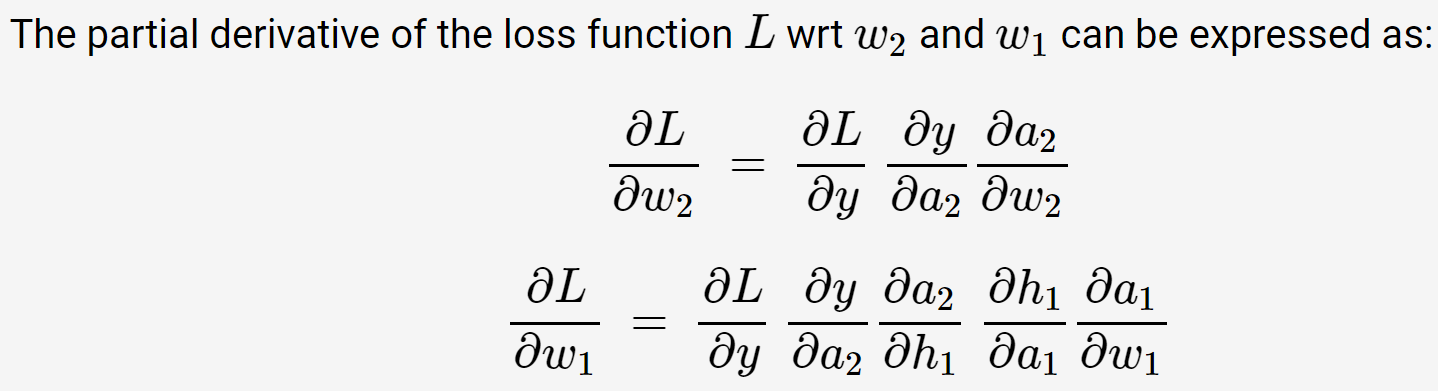 The partial derivative of the loss function L wrt w₂ and w₁ can be expressed as:
∂L/∂w₂ = ∂L/∂y ∂y/∂a₂ ∂a₂/∂w₂
∂L/∂w₁ = ∂L/∂y ∂y/∂a₂ ∂a₂/∂h₁ ∂h₁/∂a₁ ∂a₁/∂w₁